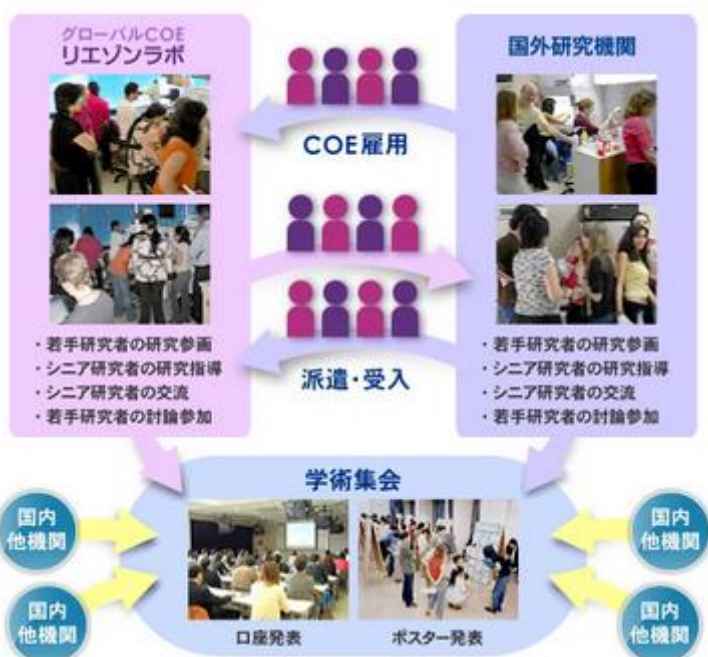 グローバルCOE
リエゾンラボ
国外研究機関
COE雇用
派遣・受入
・若手研究者の研究参画
・シニア研究者の研究指導
・シニア研究者の交流
・若手研究者の討論参加
・若手研究者の研究参画
・シニア研究者の研究指導
・シニア研究者の交流
・若手研究者の討論参加
学術集会
国内
他機関
国内
他機関
国内
他機関
国内
他機関
口座発表
ポスター発表